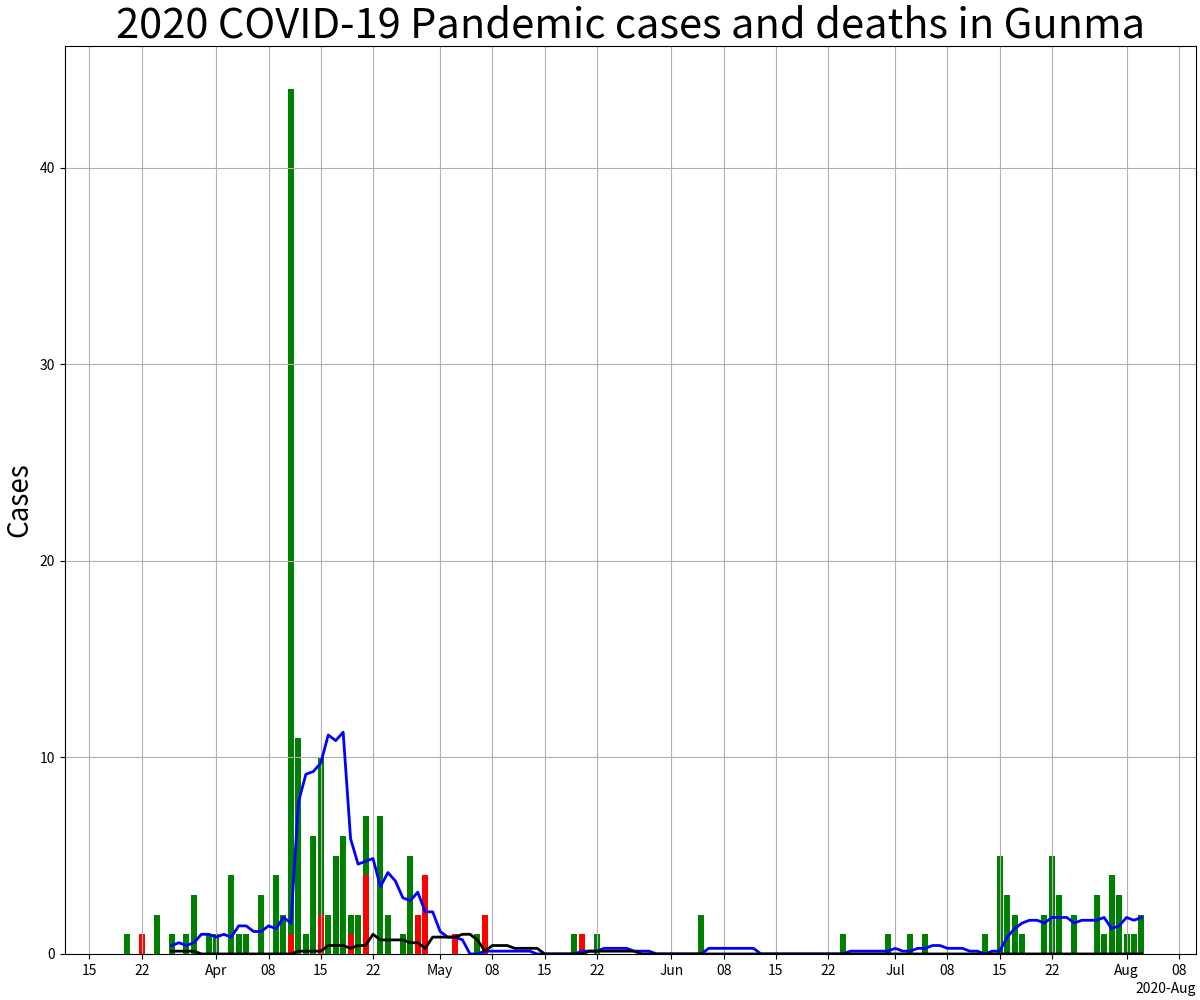 2020 COVID-19 Pandemic cases and deaths in Gunma
Cases
40
30
20
10
0
15 22 Apr 08 15 22 May 08 15 22 Jun 08 15 22 Jul 08 15 22 Aug 08
2020-Aug